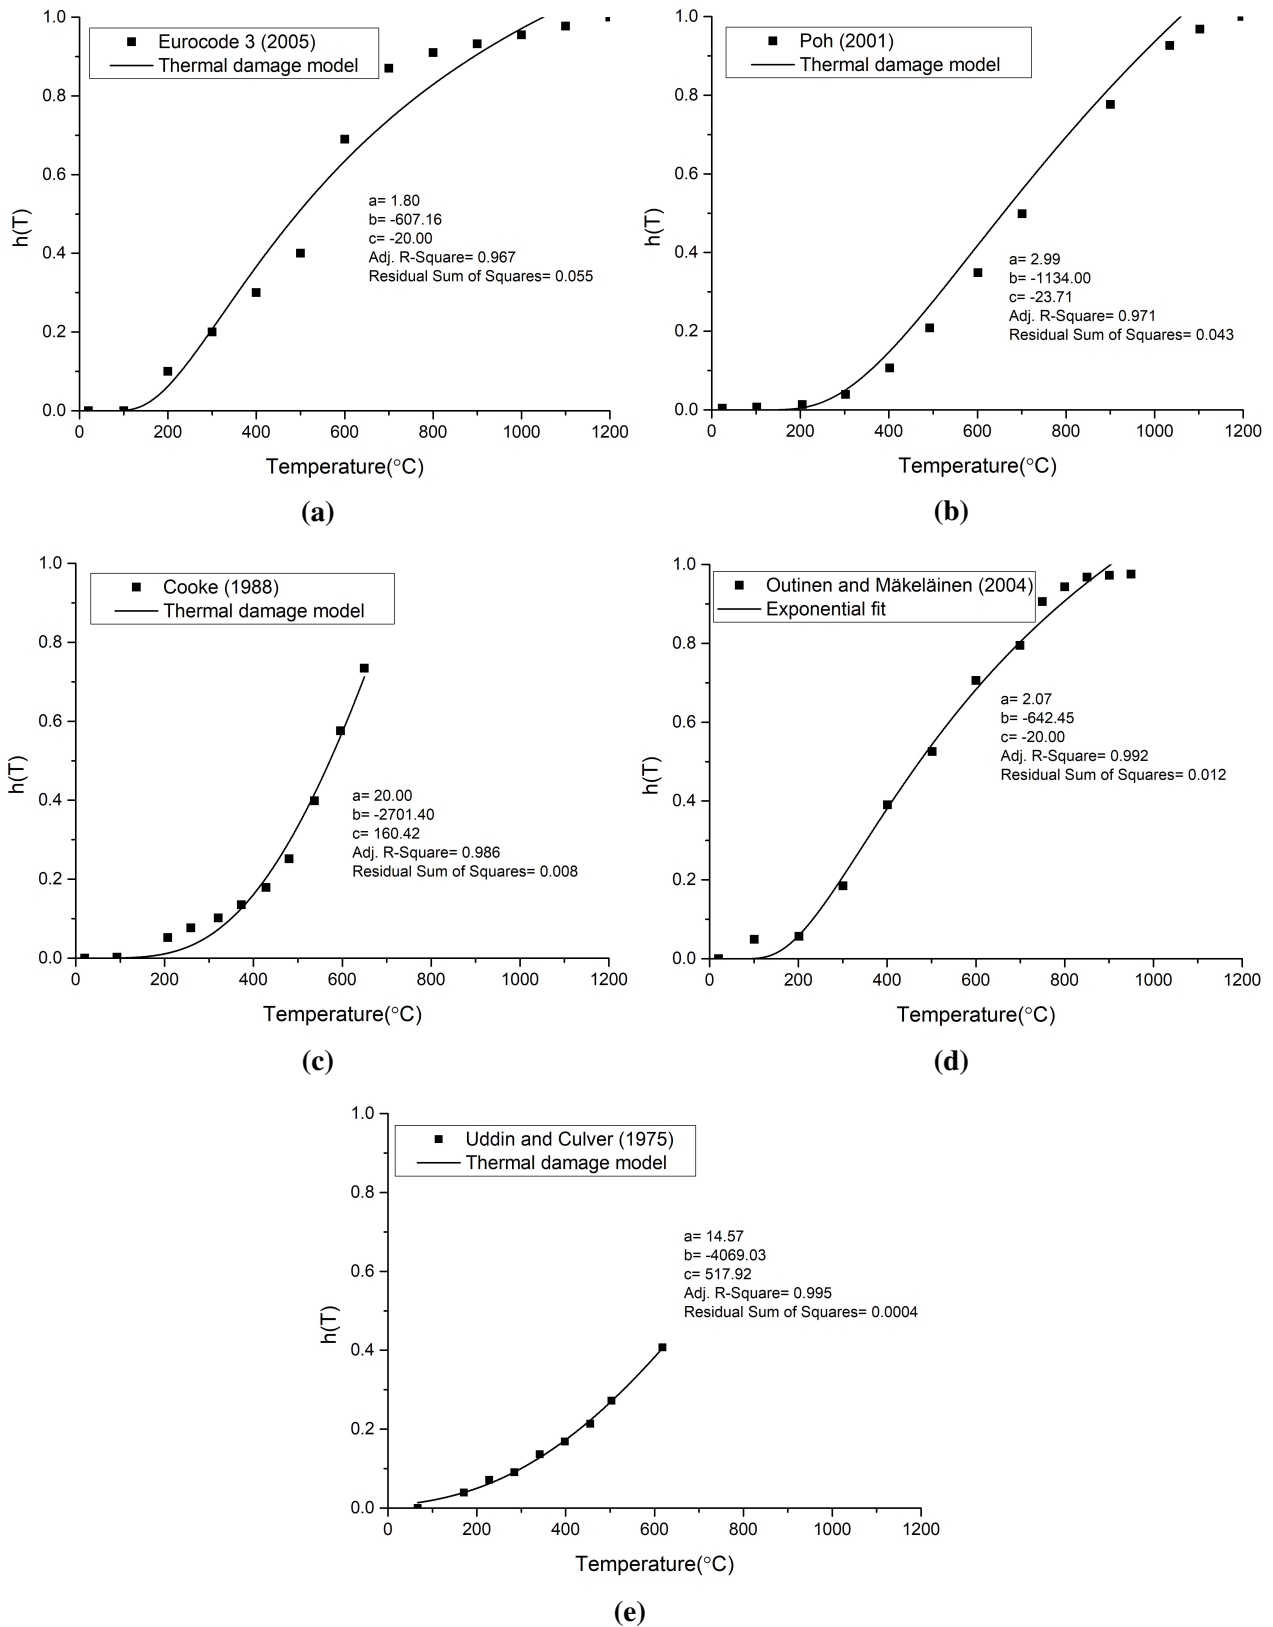 Eurocode 3 (2005)
Thermal damage model
1.0
0.8
0.6
0.4
0.2
0.0
h(T)
a= 1.80
b= -607.16
c= -20.00
Adj. R-Square= 0.967
Residual Sum of Squares= 0.055
0 200 400 600 800 1000 1200
Temperature(°C)
(a)
Poh (2001)
Thermal damage model
1.0
0.8
0.6
0.4
0.2
0.0
h(T)
a= 2.99
b= -1134.00
c= -23.71
Adj. R-Square= 0.971
Residual Sum of Squares= 0.043
0 200 400 600 800 1000 1200
Temperature(°C)
(b)
Cooke (1988)
Thermal damage model
1.0
0.8
0.6
0.4
0.2
0.0
h(T)
a= 20.00
b= -2701.40
c= 160.42
Adj. R-Square= 0.986
Residual Sum of Squares= 0.008
0 200 400 600 800 1000 1200
Temperature(°C)
(c)
Outinen and Mäkeläinen (2004)
Exponential fit
1.0
0.8
0.6
0.4
0.2
0.0
h(T)
a= 2.07
b= -642.45
c= -20.00
Adj. R-Square= 0.992
Residual Sum of Squares= 0.012
0 200 400 600 800 1000 1200
Temperature(°C)
(d)
Uddin and Culver (1975)
Thermal damage model
1.0
0.8
0.6
0.4
0.2
0.0
h(T)
a= 14.57
b= -4069.03
c= 517.92
Adj. R-Square= 0.995
Residual Sum of Squares= 0.0004
0 200 400 600 800 1000 1200
Temperature(°C)
(e)